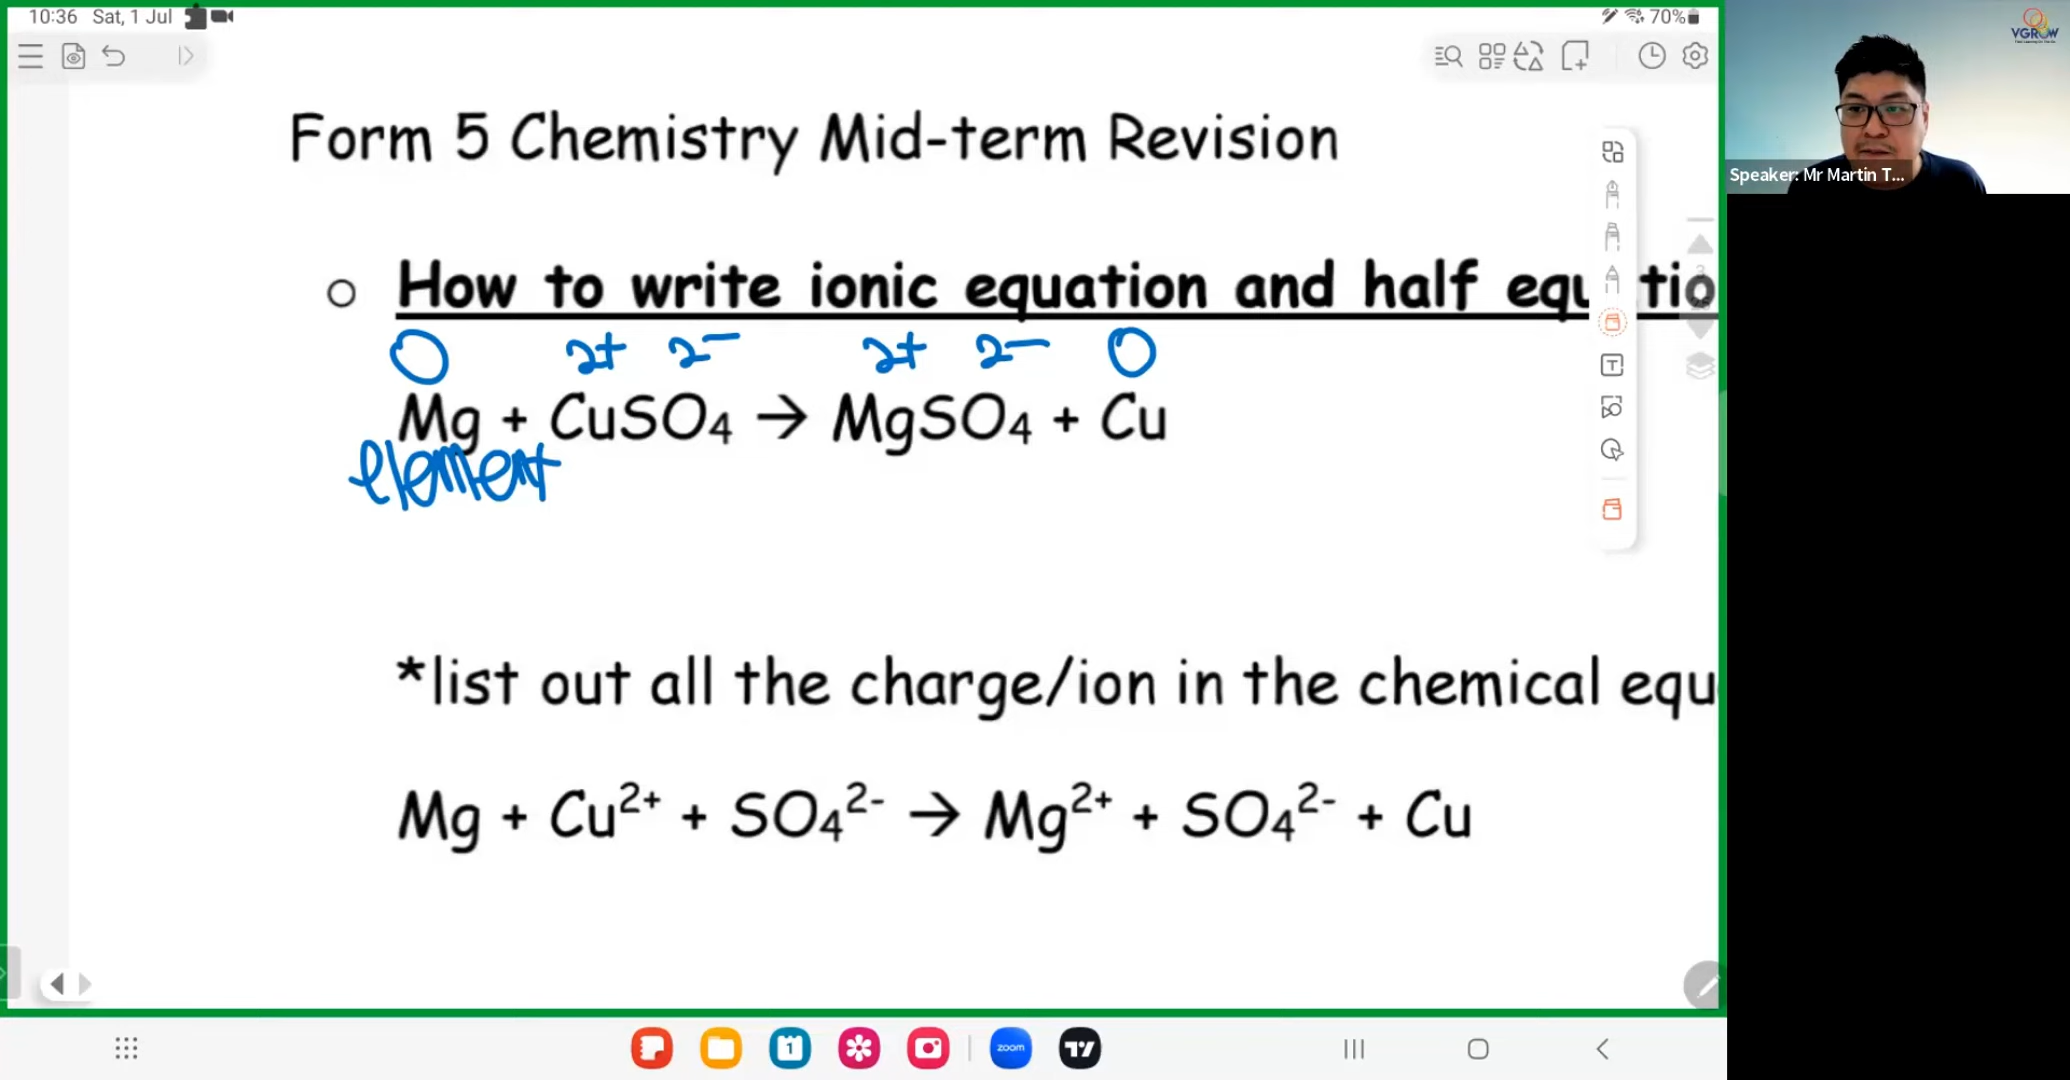 10:36 Sat, 1 Jul
70%
Form 5 Chemistry Mid-term Revision
VGROW
Speaker: Mr Martin T...
○ How to write ionic equation and half equ tio
0 2+ 2- 2+ 2- 0
Mg + CuSO₄ → MgSO₄ + Cu
element
*list out all the charge/ion in the chemical equ
Mg + Cu²⁺ + SO₄²⁻ → Mg²⁺ + SO₄²⁻ + Cu
1
zoom